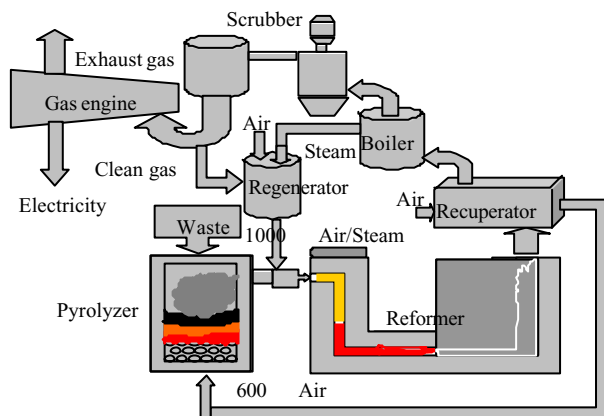 Scrubber
Exhaust gas
Gas engine
Air
Boiler
Steam
Clean gas
Regenerator
Electricity
Air
Recuperator
Waste
1000
Air/Steam
Pyrolyzer
Reformer
600
Air